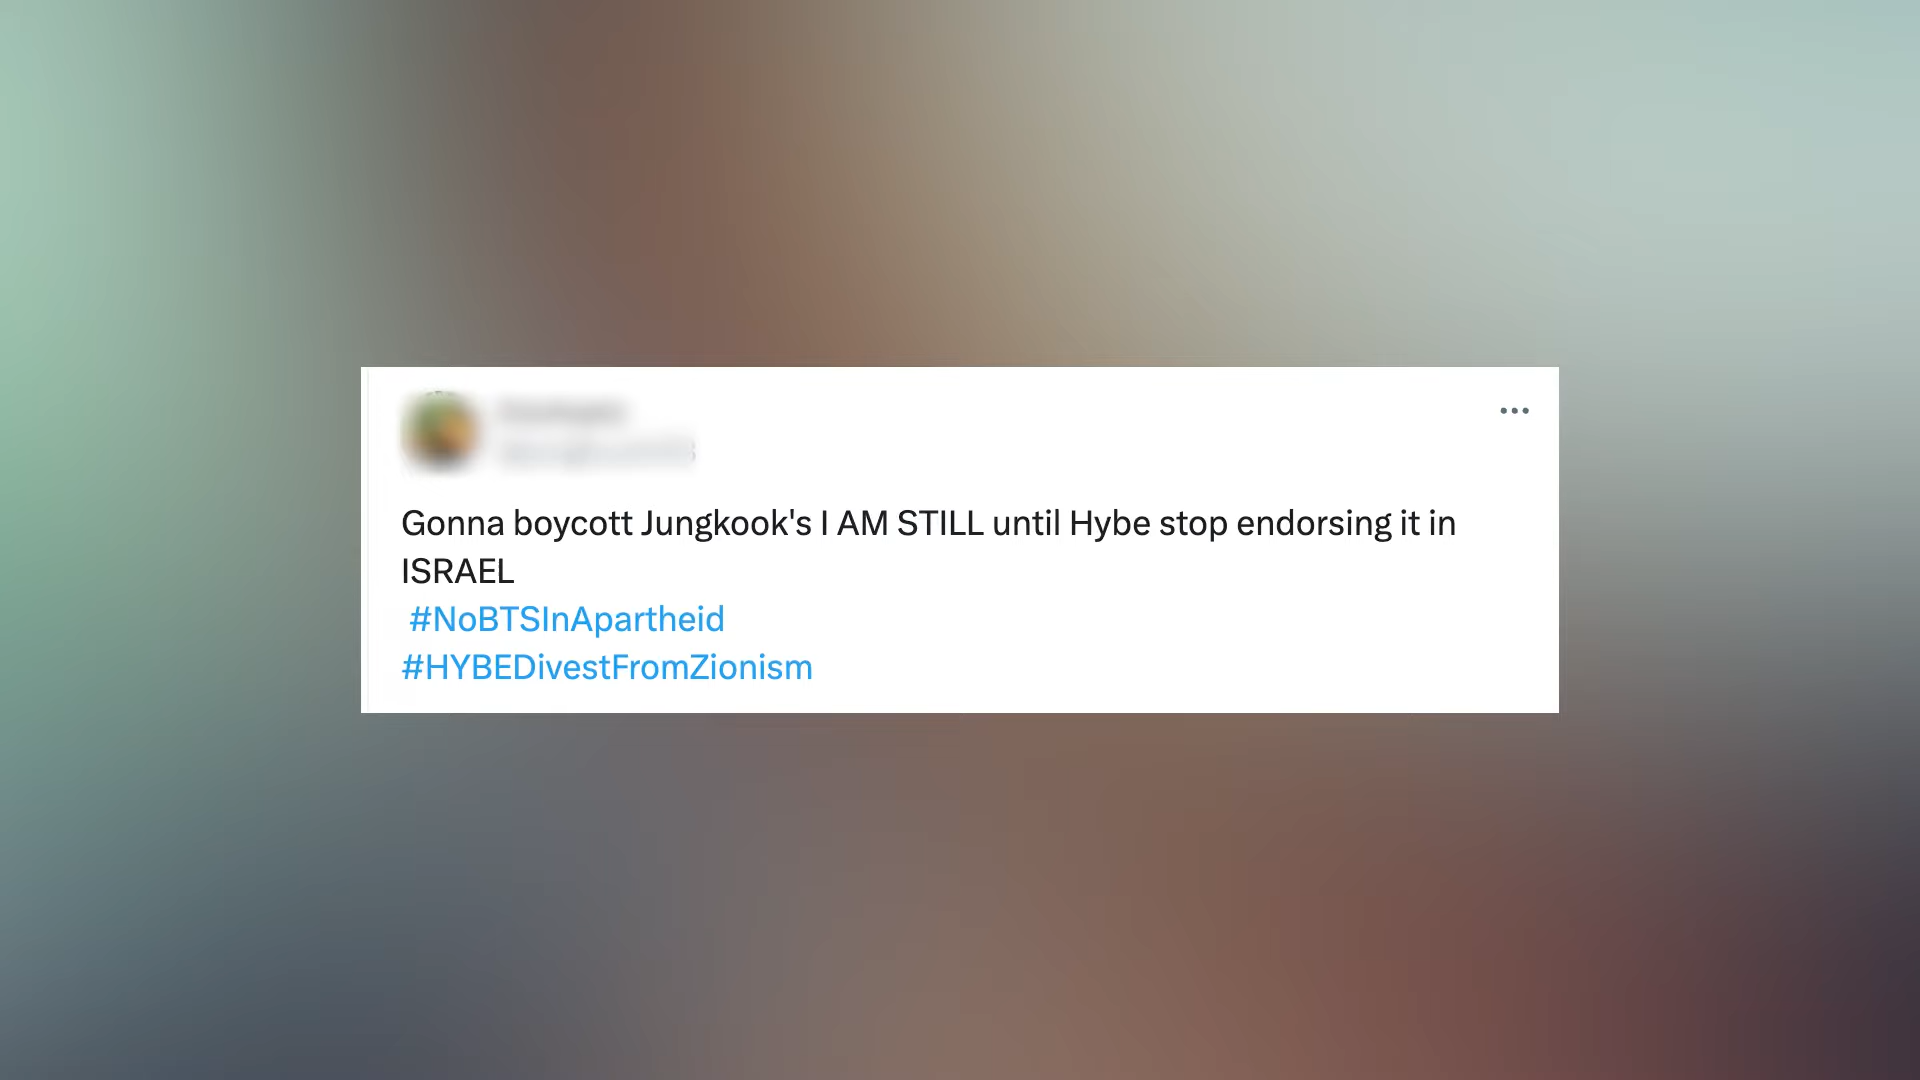 Gonna boycott Jungkook's I AM STILL until Hybe stop endorsing it in
ISRAEL
#NoBTSInApartheid
#HYBEDivestFromZionism